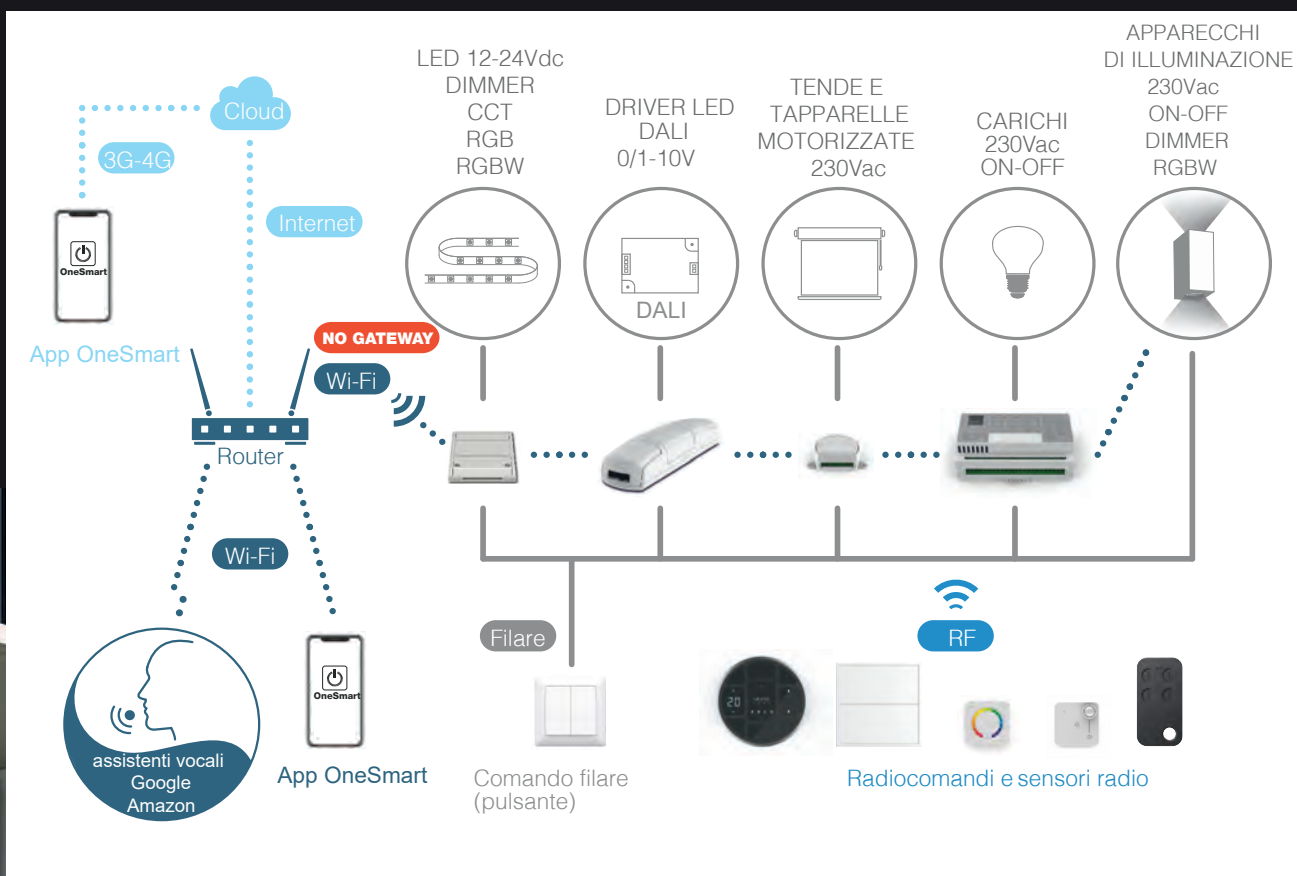 LED 12-24Vdc
DIMMER
CCT
RGB
RGBW
DRIVER LED
DALI
0/1-10V
TENDE E
TAPPARELLE
MOTORIZZATE
230Vac
CARICHI
230Vac
ON-OFF
APPARECCHI
DI ILLUMINAZIONE
230Vac
ON-OFF
DIMMER
RGBW
Cloud
3G-4G
Internet
OneSmart
App OneSmart
DALI
NO GATEWAY
Wi-Fi
Router
Wi-Fi
Filare
RF
OneSmart
20
assistenti vocali
Google
Amazon
App OneSmart
Comando filare
(pulsante)
Radiocomandi e sensori radio